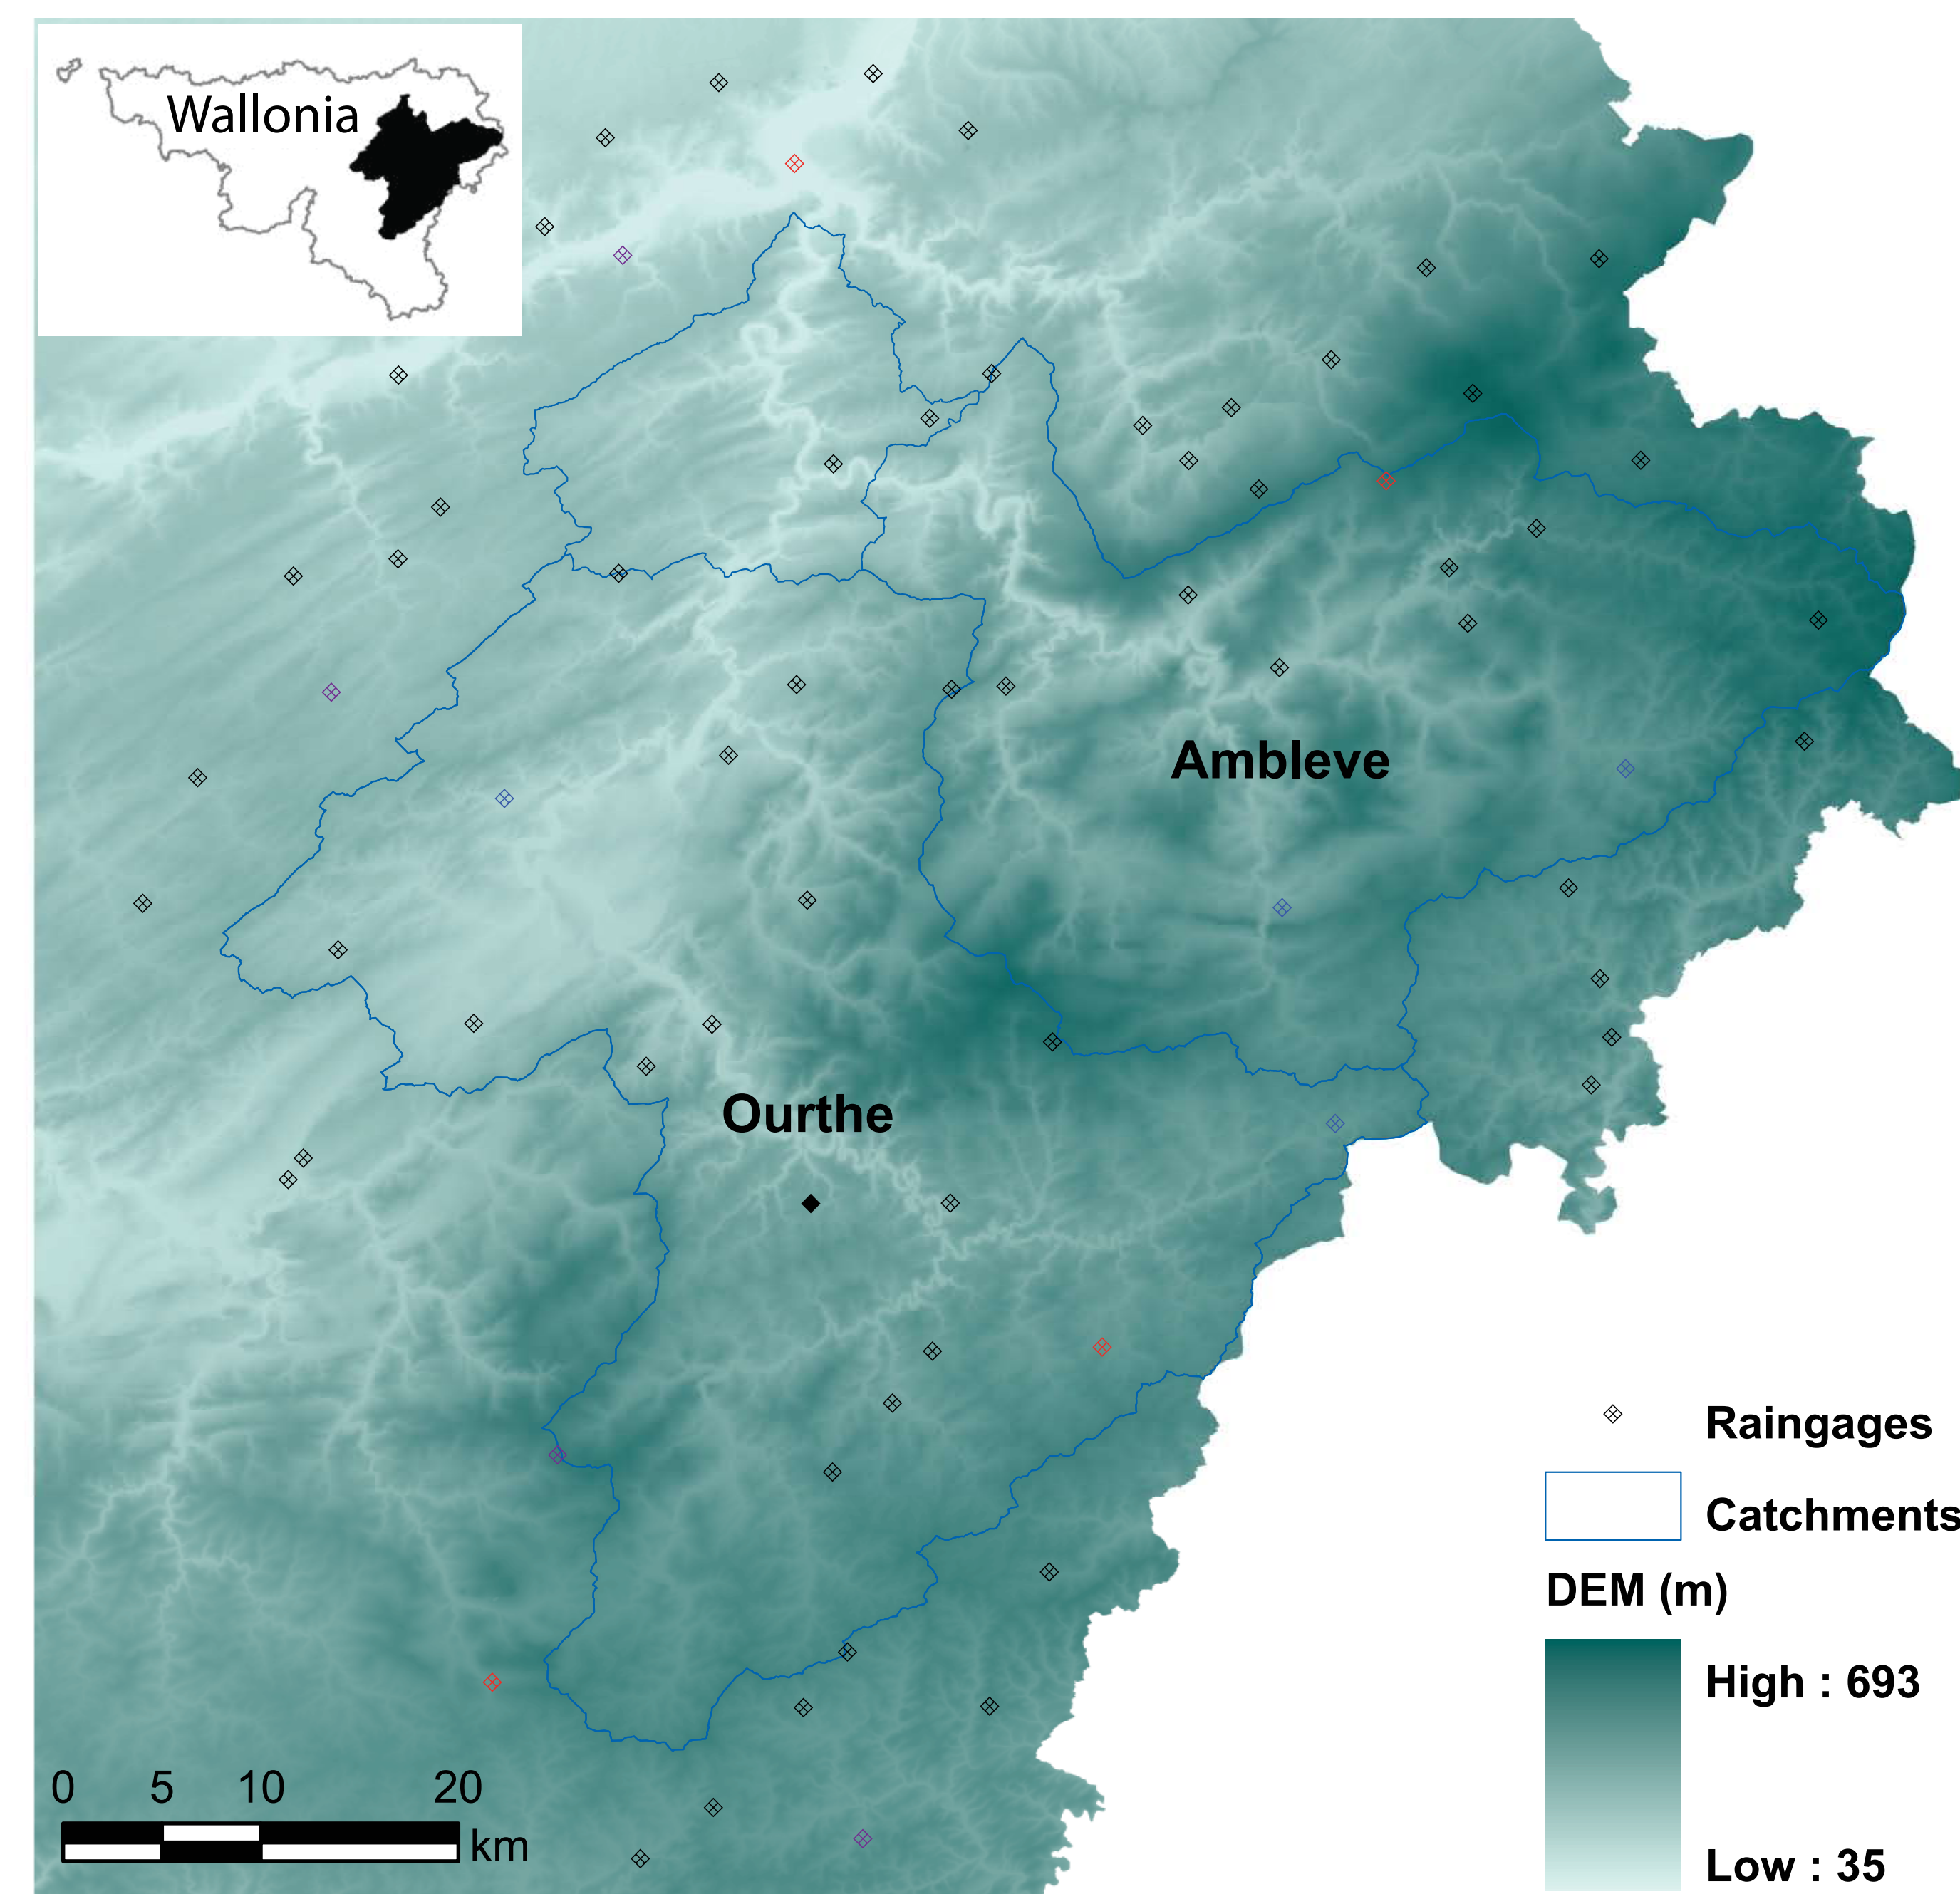 Wallonia
Ambleve
Ourthe
Raingages
Catchments
DEM (m)
High : 693
Low : 35
0 5 10 20
km